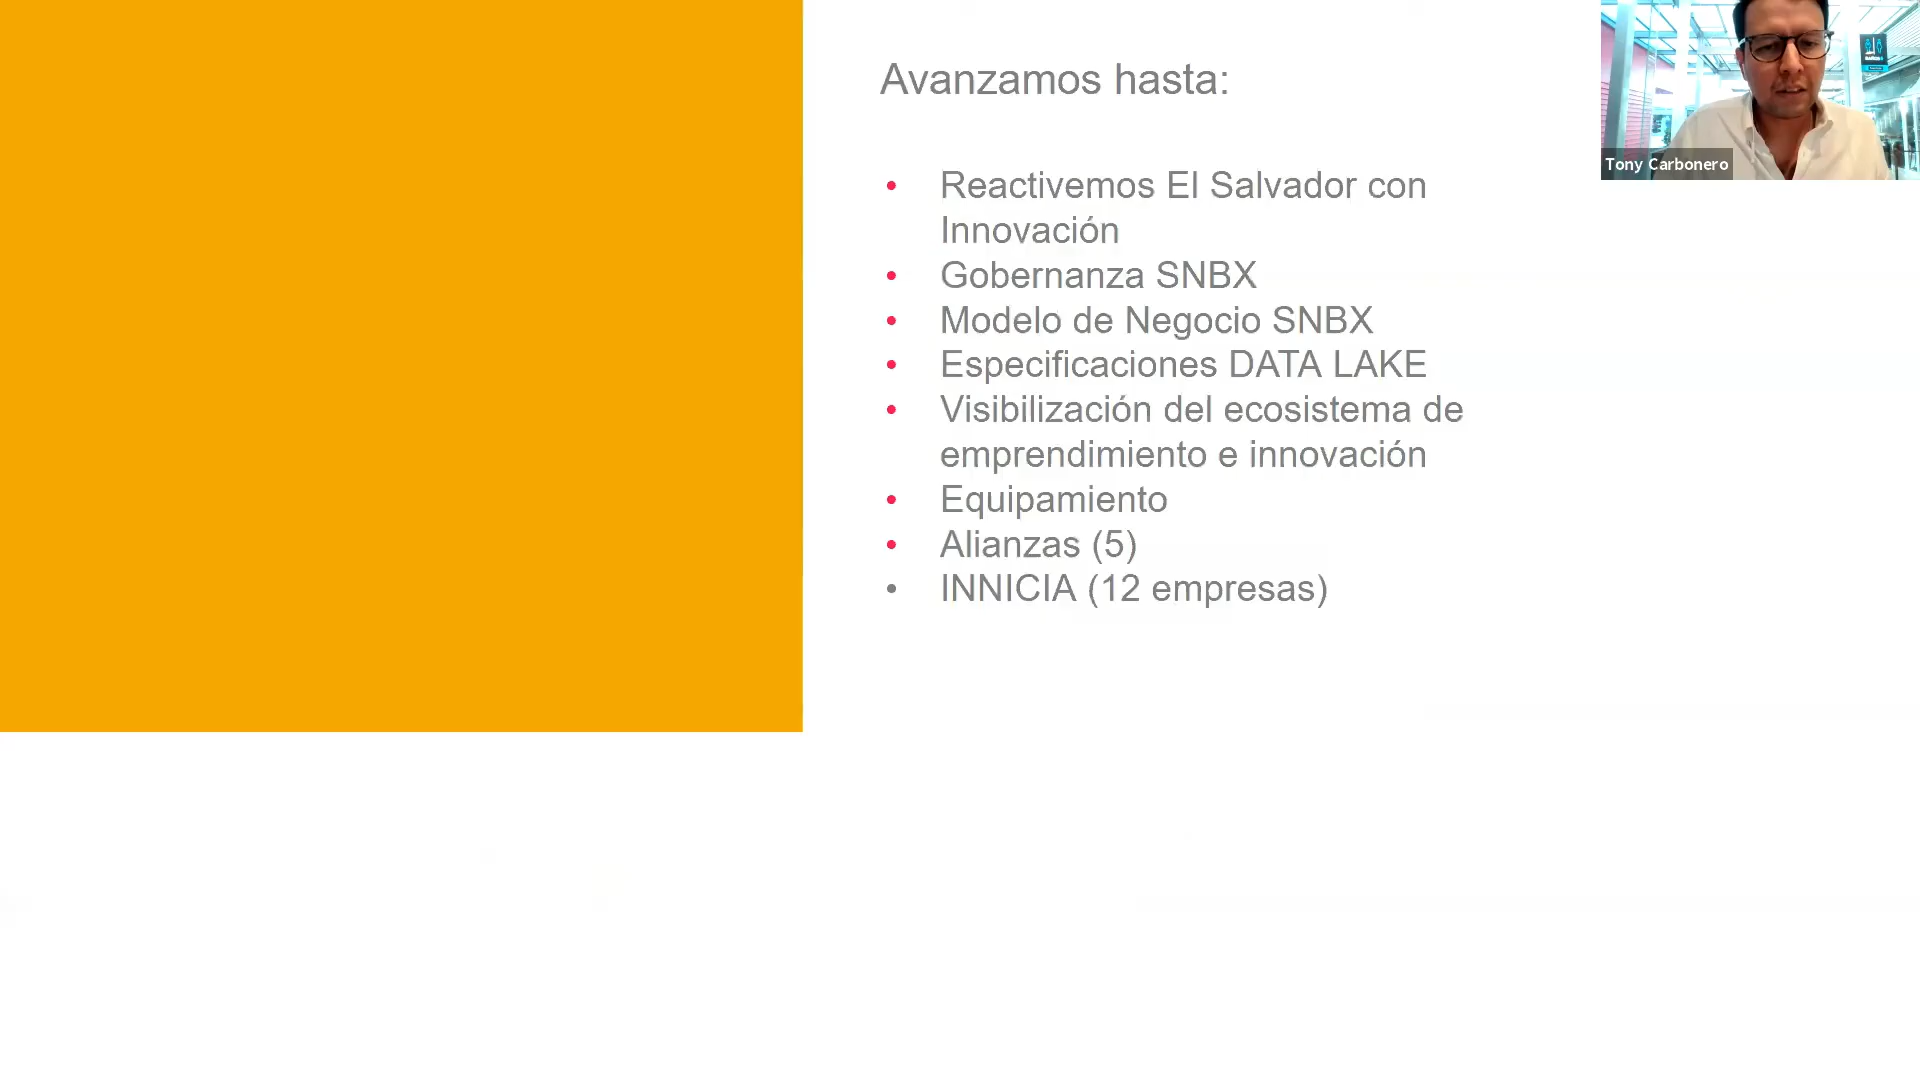 Avanzamos hasta:
• Reactivemos El Salvador con
Innovación
• Gobernanza SNBX
• Modelo de Negocio SNBX
• Especificaciones DATA LAKE
• Visibilización del ecosistema de
emprendimiento e innovación
• Equipamiento
• Alianzas (5)
• INNICIA (12 empresas)
Tony Carbonero